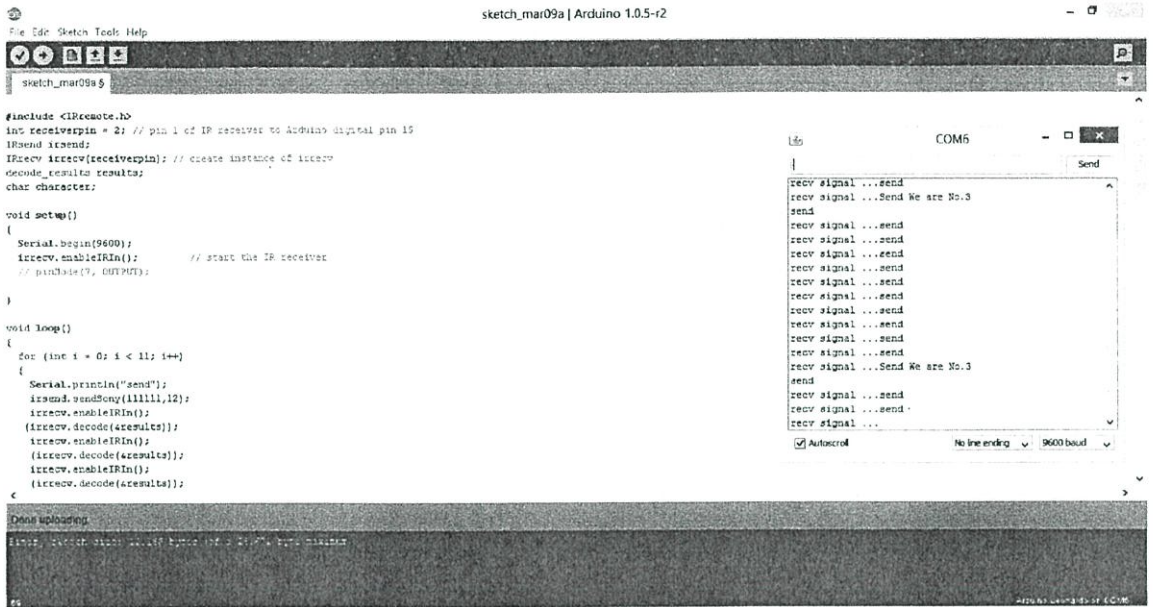 sketch_mar09a | Arduino 1.0.5-r2
File Edit Sketch Tools Help
sketch_mar09a §
#include <IRremote.h>
int receiverpin = 2; // pin 1 of IR receiver to Arduino digital pin 15
IRsend irsend;
IRrecv irrecv(receiverpin); // create instance of irrecv
decode_results results;
char character;
void setup()
{
Serial.begin(9600);
irrecv.enableIRIn(); // start the IR receiver
// pinMode(7, OUTPUT);
}
void loop()
{
for (int i = 0; i < 11; i++)
{
Serial.println("send");
irsend.sendSony(111111,12);
irrecv.enableIRIn();
(irrecv.decode(&results));
irrecv.enableIRIn();
(irrecv.decode(&results));
irrecv.enableIRIn();
(irrecv.decode(&results));
COM6
Send
recv signal ...send
recv signal ...Send We are No.3
send
recv signal ...send
recv signal ...send
recv signal ...send
recv signal ...send
recv signal ...send
recv signal ...send
recv signal ...send
recv signal ...send
recv signal ...send
recv signal ...send
recv signal ...Send We are No.3
send
recv signal ...send
recv signal ...send
recv signal ...
Autoscroll
No line ending
9600 baud
Done uploading.
Arduino Leonardo on COM6